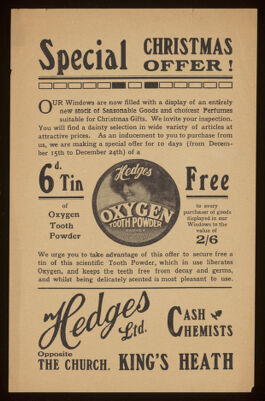 Special CHRISTMAS OFFER!
OUR Windows are now filled with a display of an entirely
new stock of Seasonable Goods and choicest Perfumes
suitable for Christmas Gifts. We invite your inspection.
You will find a dainty selection in wide variety of articles at
attractive prices. As an inducement to you to purchase from
us, we are making a special offer for 10 days (from Decem-
ber 15th to December 24th) of a
6d. Tin
of
Oxygen
Tooth
Powder
Hedges
OXYGEN
TOOTH POWDER
Free
to every
purchaser of goods
displayed in our
Windows to the
value of
2/6
We urge you to take advantage of this offer to secure free a
tin of this scientific Tooth Powder, which in use liberates
Oxygen, and keeps the teeth free from decay and germs,
and whilst being delicately scented is most pleasant to use.
Hedges Ltd.
CASH
CHEMISTS
Opposite
THE CHURCH. KING'S HEATH